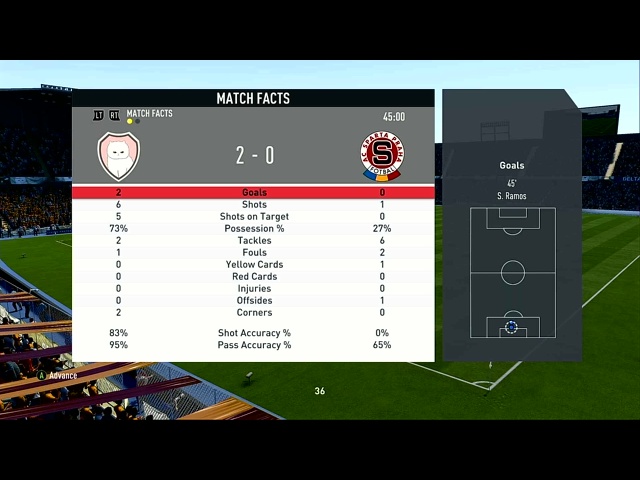 MATCH FACTS
LT RT MATCH FACTS
45:00
2 - 0
A.C. SPARTA PRAHA
S
FOTBAL
2 Goals 0
6 Shots 1
5 Shots on Target 0
73% Possession % 27%
2 Tackles 6
1 Fouls 2
0 Yellow Cards 1
0 Red Cards 0
0 Injuries 0
0 Offsides 1
2 Corners 0
83% Shot Accuracy % 0%
95% Pass Accuracy % 65%
Goals
45'
S. Ramos
A Advance
36